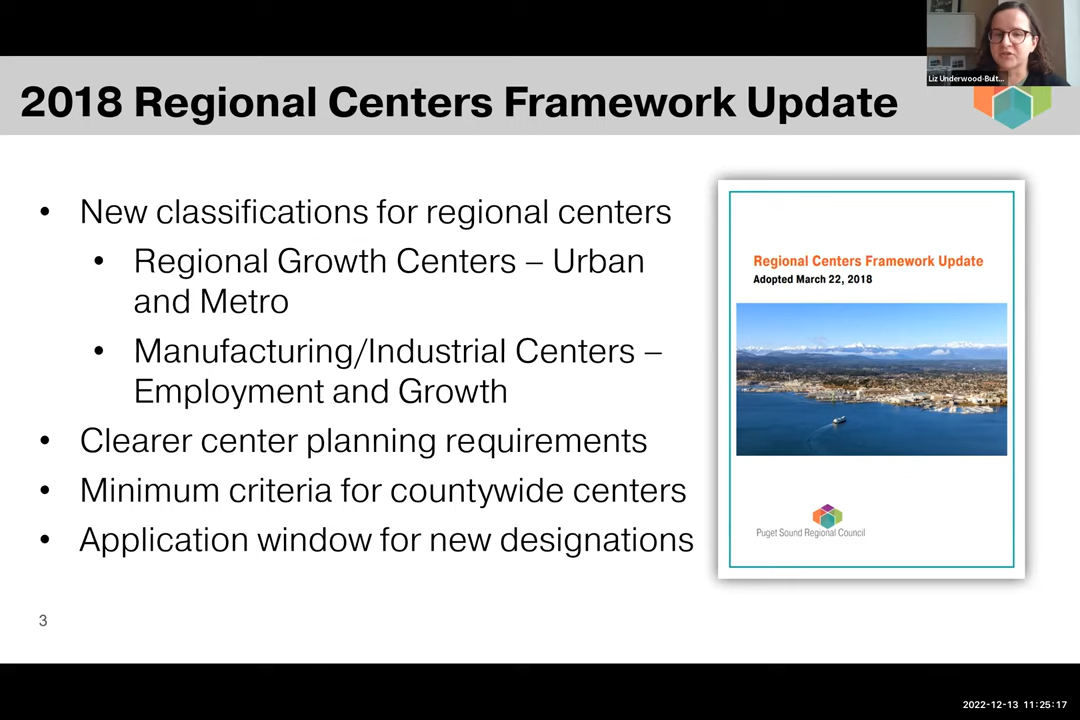 Liz Underwood-Bult...
2018 Regional Centers Framework Update
• New classifications for regional centers
• Regional Growth Centers – Urban
and Metro
• Manufacturing/Industrial Centers –
Employment and Growth
• Clearer center planning requirements
• Minimum criteria for countywide centers
• Application window for new designations
Regional Centers Framework Update
Adopted March 22, 2018
Puget Sound Regional Council
3
2022-12-13 11:25:17